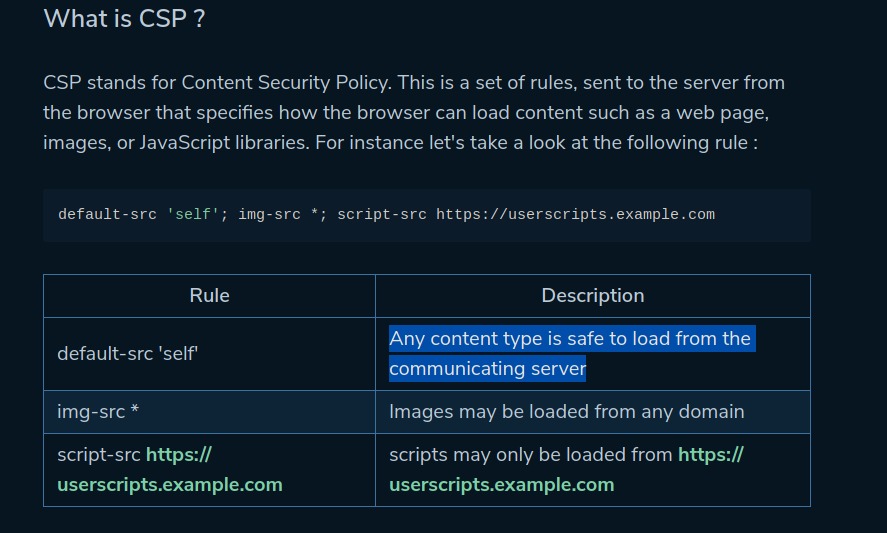 What is CSP ?
CSP stands for Content Security Policy. This is a set of rules, sent to the server from
the browser that specifies how the browser can load content such as a web page,
images, or JavaScript libraries. For instance let's take a look at the following rule :
default-src 'self'; img-src *; script-src https://userscripts.example.com
Rule
Description
default-src 'self'
Any content type is safe to load from the
communicating server
img-src *
Images may be loaded from any domain
script-src https://
userscripts.example.com
scripts may only be loaded from https://
userscripts.example.com